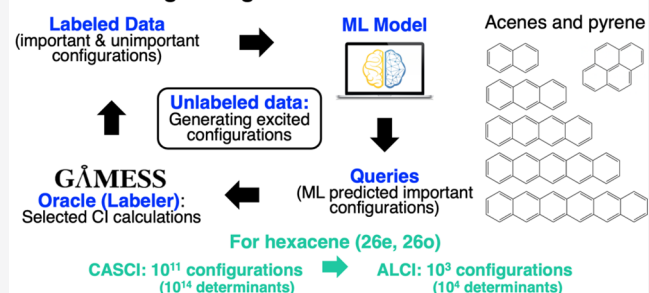 Labeled Data
(important & unimportant
configurations)
ML Model
Acenes and pyrene
Unlabeled data:
Generating excited
configurations
GÅMESS
Oracle (Labeler):
Selected CI calculations
Queries
(ML predicted important
configurations)
For hexacene (26e, 26o)
CASCI: 10¹¹ configurations
(10¹⁴ determinants)
ALCI: 10³ configurations
(10⁴ determinants)